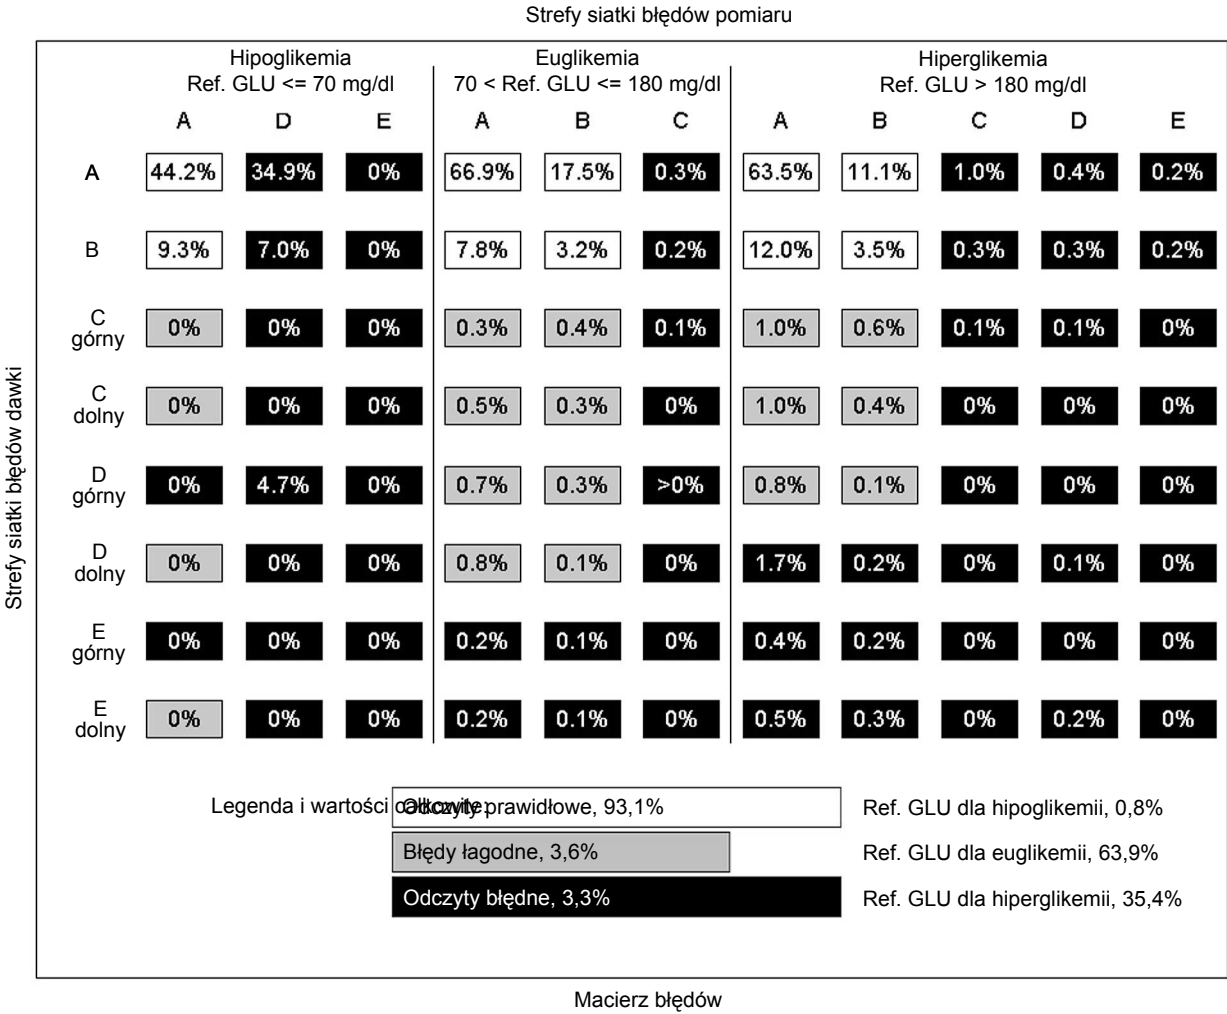 Strefy siatki błędów pomiaru
Hipoglikemia Euglikemia Hiperglikemia
Ref. GLU <= 70 mg/dl 70 < Ref. GLU <= 180 mg/dl Ref. GLU > 180 mg/dl
A D E A B C A B C D E
A 44.2% 34.9% 0% 66.9% 17.5% 0.3% 63.5% 11.1% 1.0% 0.4% 0.2%
B 9.3% 7.0% 0% 7.8% 3.2% 0.2% 12.0% 3.5% 0.3% 0.3% 0.2%
C
górny 0% 0% 0% 0.3% 0.4% 0.1% 1.0% 0.6% 0.1% 0.1% 0%
C
dolny 0% 0% 0% 0.5% 0.3% 0% 1.0% 0.4% 0% 0% 0%
D
górny 0% 4.7% 0% 0.7% 0.3% >0% 0.8% 0.1% 0% 0% 0%
D
dolny 0% 0% 0% 0.8% 0.1% 0% 1.7% 0.2% 0% 0.1% 0%
E
górny 0% 0% 0% 0.2% 0.1% 0% 0.4% 0.2% 0% 0% 0%
E
dolny 0% 0% 0% 0.2% 0.1% 0% 0.5% 0.3% 0% 0.2% 0%
Strefy siatki błędów dawki
Legenda i wartości całkowite:
Odczyty prawidłowe, 93,1% Ref. GLU dla hipoglikemii, 0,8%
Błędy łagodne, 3,6% Ref. GLU dla euglikemii, 63,9%
Odczyty błędne, 3,3% Ref. GLU dla hiperglikemii, 35,4%
Macierz błędów